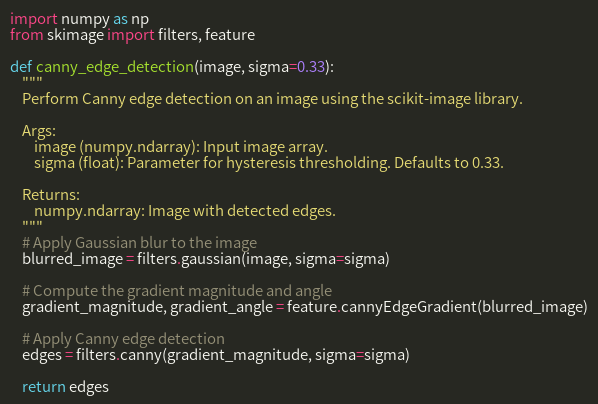 import numpy as np
from skimage import filters, feature

def canny_edge_detection(image, sigma=0.33):
    """
    Perform Canny edge detection on an image using the scikit-image library.

    Args:
        image (numpy.ndarray): Input image array.
        sigma (float): Parameter for hysteresis thresholding. Defaults to 0.33.

    Returns:
        numpy.ndarray: Image with detected edges.
    """
    # Apply Gaussian blur to the image
    blurred_image = filters.gaussian(image, sigma=sigma)

    # Compute the gradient magnitude and angle
    gradient_magnitude, gradient_angle = feature.cannyEdgeGradient(blurred_image)

    # Apply Canny edge detection
    edges = filters.canny(gradient_magnitude, sigma=sigma)

    return edges